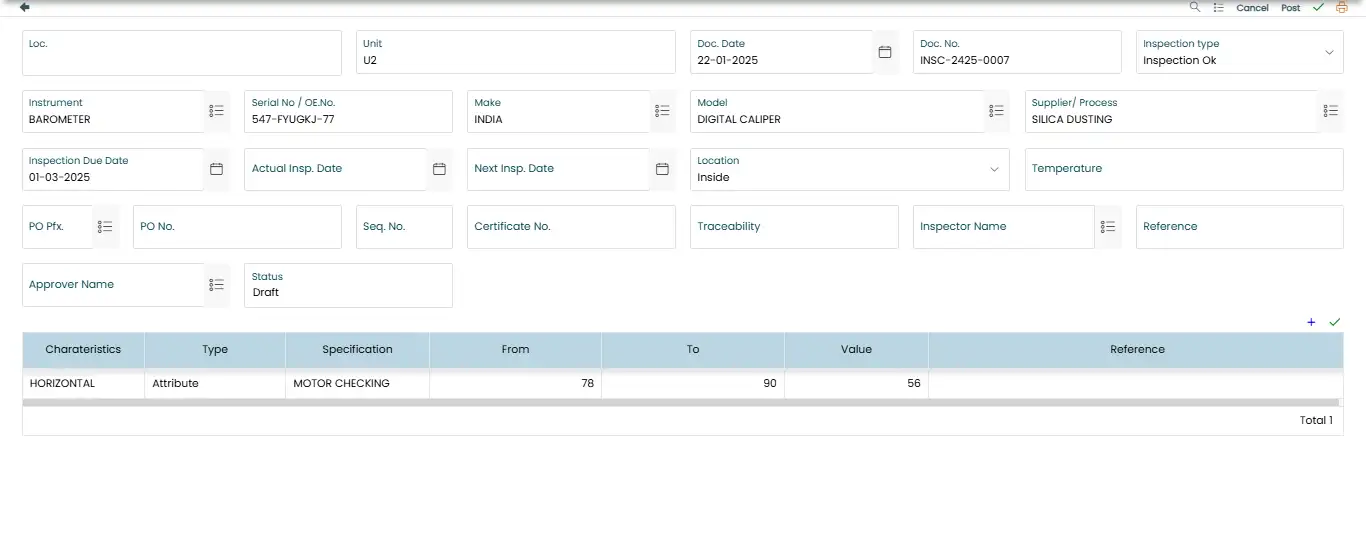 Cancel Post
Loc. Unit Doc. Date Doc. No. Inspection type
U2 22-01-2025 INSC-2425-0007 Inspection Ok
Instrument Serial No / OE.No. Make Model Supplier/ Process
BAROMETER 547-FYUGKJ-77 INDIA DIGITAL CALIPER SILICA DUSTING
Inspection Due Date Actual Insp. Date Next Insp. Date Location Temperature
01-03-2025 Inside
PO Pfx. PO No. Seq. No. Certificate No. Traceability Inspector Name Reference
Approver Name Status
Draft
Charateristics Type Specification From To Value Reference
HORIZONTAL Attribute MOTOR CHECKING 78 90 56
Total 1